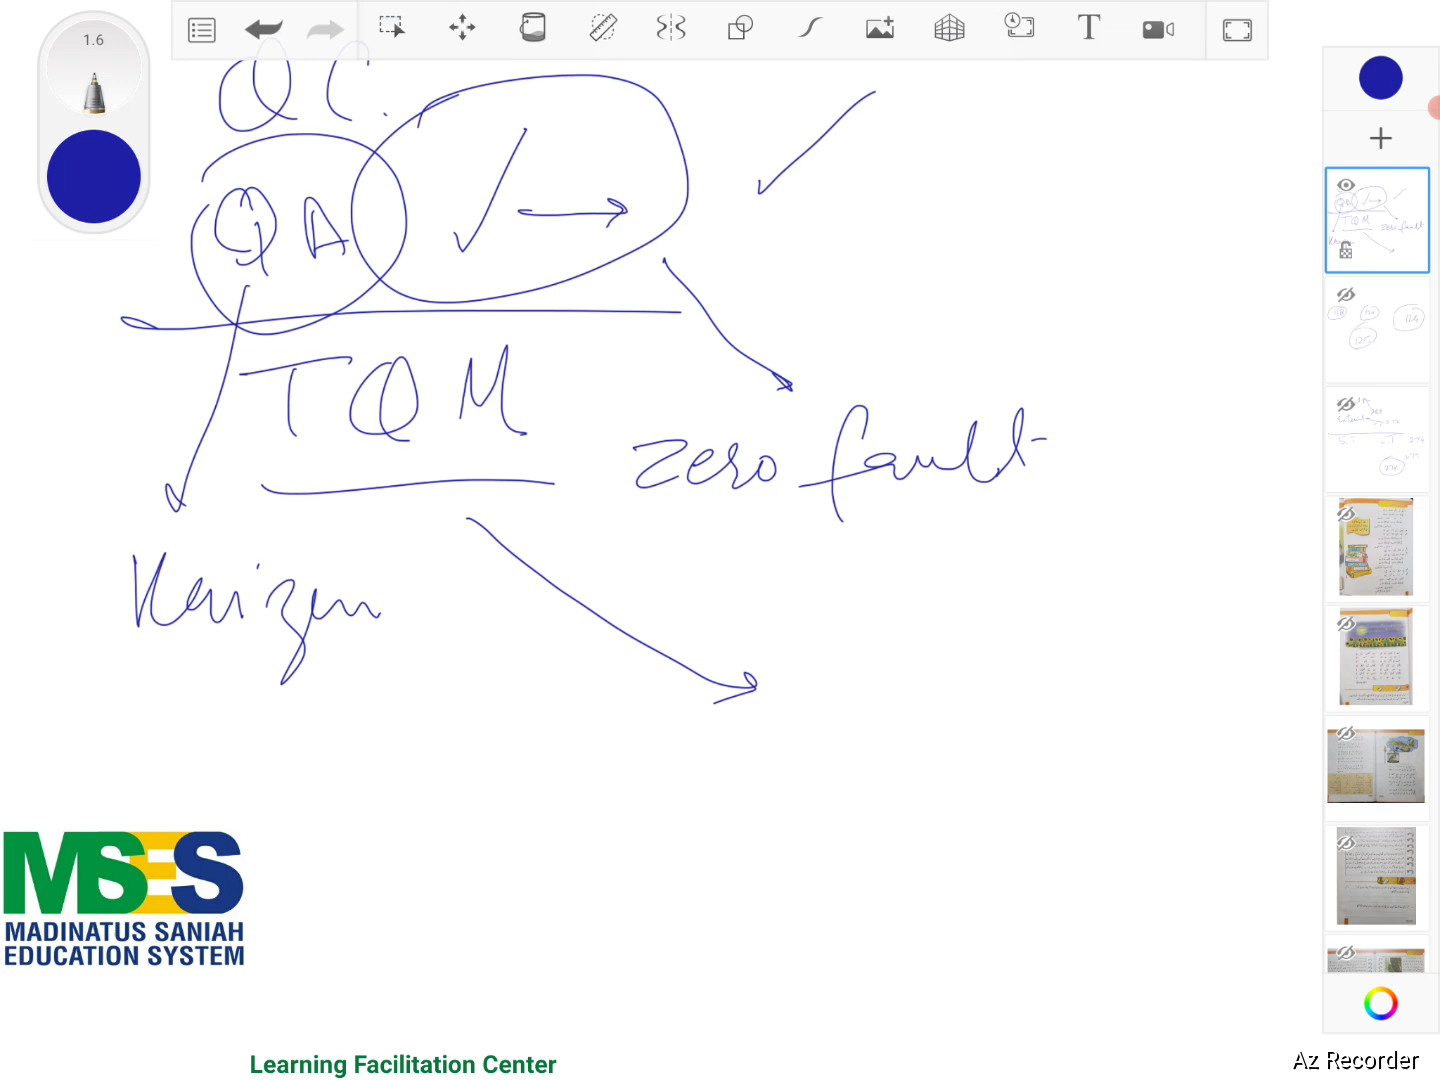 1.6
T
QC.
QA
TQM
zero fault
Kaizen
MSES
MADINATUS SANIAH
EDUCATION SYSTEM
Learning Facilitation Center
Az Recorder